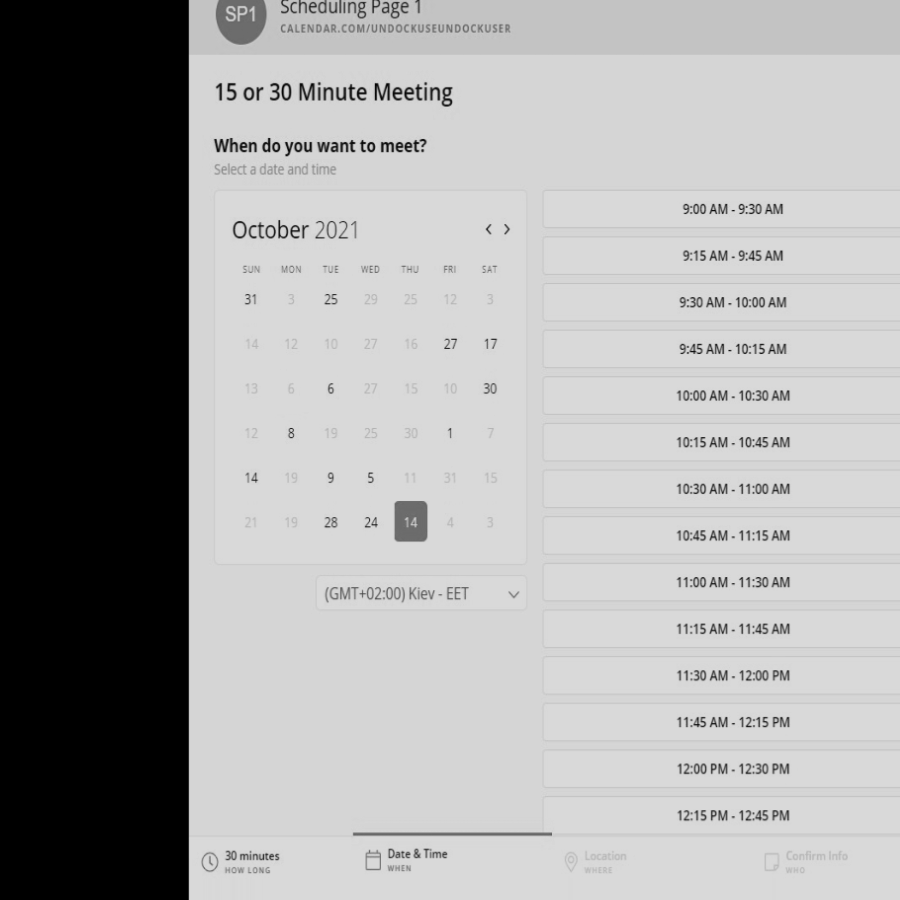 SP1
Scheduling Page 1
CALENDAR.COM/UNDOCKUSEUNDOCKUSER
15 or 30 Minute Meeting
When do you want to meet?
Select a date and time
October 2021
< >
SUN MON TUE WED THU FRI SAT
31 3 25 29 25 12 3
14 12 10 27 16 27 17
13 6 6 27 15 10 30
12 8 19 25 30 1 7
14 19 9 5 11 31 15
21 19 28 24 14 4 3
(GMT+02:00) Kiev - EET
9:00 AM - 9:30 AM
9:15 AM - 9:45 AM
9:30 AM - 10:00 AM
9:45 AM - 10:15 AM
10:00 AM - 10:30 AM
10:15 AM - 10:45 AM
10:30 AM - 11:00 AM
10:45 AM - 11:15 AM
11:00 AM - 11:30 AM
11:15 AM - 11:45 AM
11:30 AM - 12:00 PM
11:45 AM - 12:15 PM
12:00 PM - 12:30 PM
12:15 PM - 12:45 PM
30 minutes
HOW LONG
Date & Time
WHEN
Location
WHERE
Confirm Info
WHO